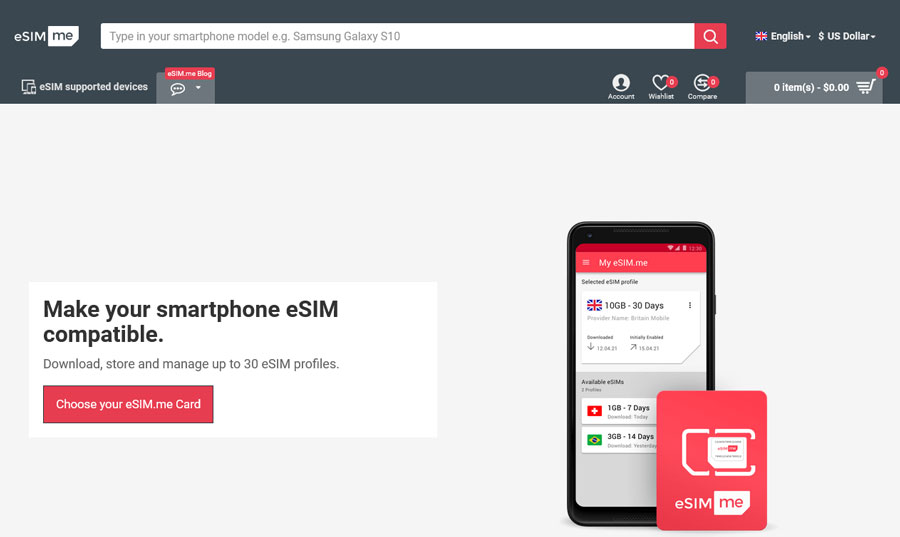 eSIM me
Type in your smartphone model e.g. Samsung Galaxy S10
English
$ US Dollar
eSIM supported devices
eSIM.me Blog
Account
0
Wishlist
0
Compare
0 item(s) - $0.00
0
Make your smartphone eSIM
compatible.
Download, store and manage up to 30 eSIM profiles.
Choose your eSIM.me Card
12:30
My eSIM.me
Selected eSIM profile
10GB - 30 Days
Provider Name: Britain Mobile
Downloaded
Initially Enabled
12.04.21
15.04.21
Available eSIMs
2 Profiles
1GB - 7 Days
Download: Today
3GB - 14 Days
Download: Yesterday
eSIM me
eSIM me